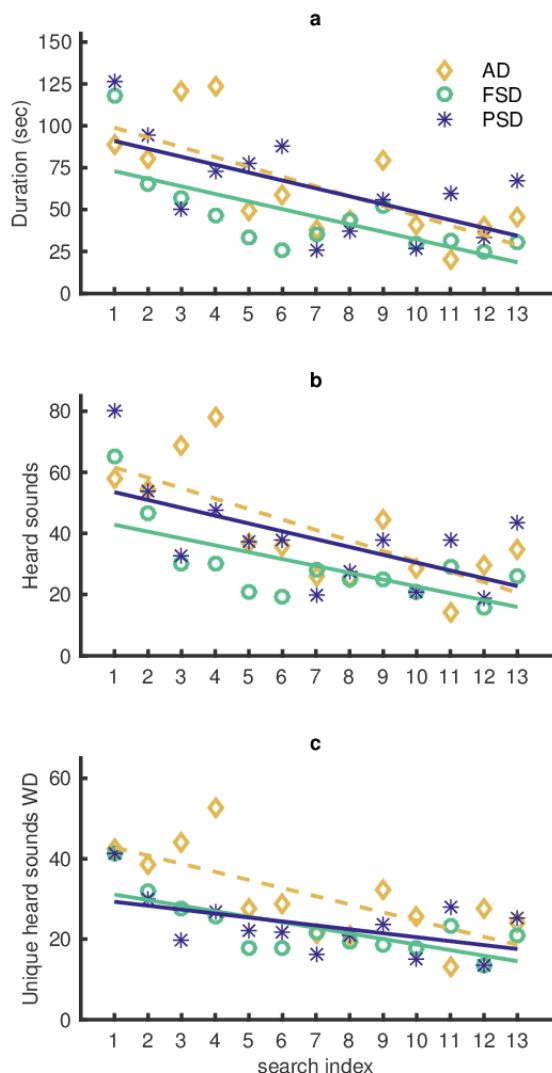 a
150
125
100
75
50
25
0
Duration (sec)
AD
FSD
PSD
1 2 3 4 5 6 7 8 9 10 11 12 13
b
80
60
40
20
0
Heard sounds
1 2 3 4 5 6 7 8 9 10 11 12 13
c
60
40
20
0
Unique heard sounds WD
1 2 3 4 5 6 7 8 9 10 11 12 13
search index